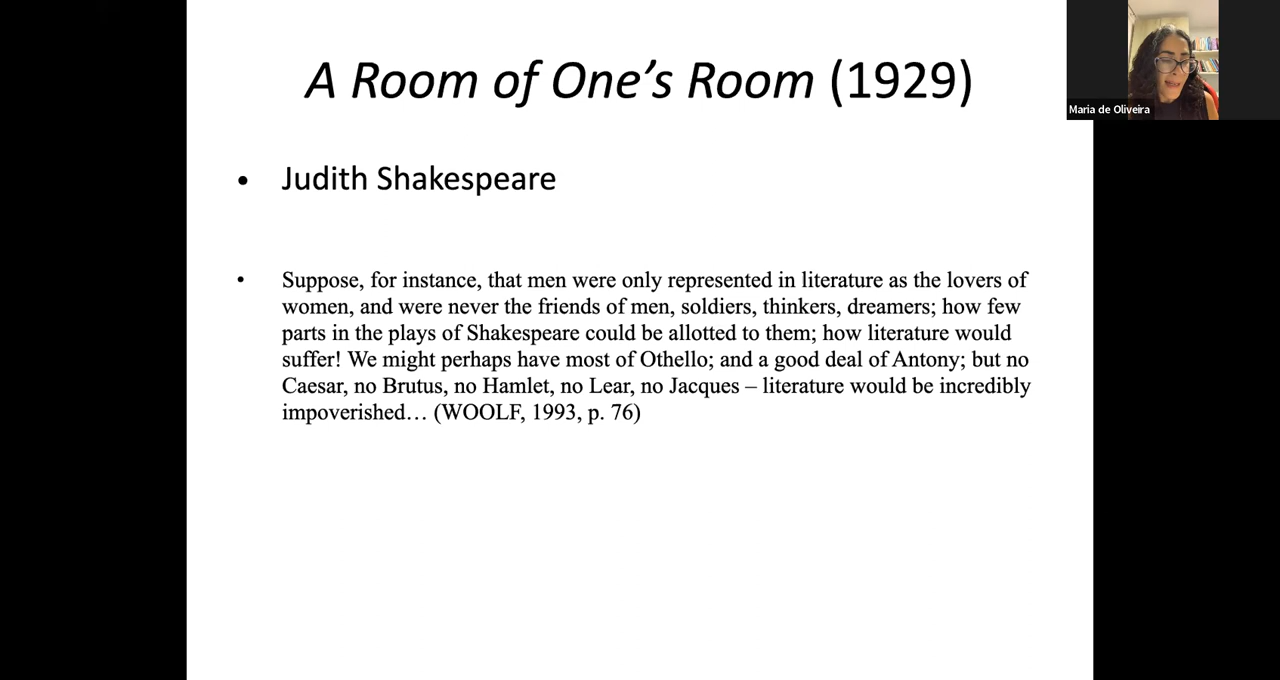 A Room of One’s Room (1929)
Maria de Oliveira
• Judith Shakespeare
• Suppose, for instance, that men were only represented in literature as the lovers of
women, and were never the friends of men, soldiers, thinkers, dreamers; how few
parts in the plays of Shakespeare could be allotted to them; how literature would
suffer! We might perhaps have most of Othello; and a good deal of Antony; but no
Caesar, no Brutus, no Hamlet, no Lear, no Jacques – literature would be incredibly
impoverished… (WOOLF, 1993, p. 76)